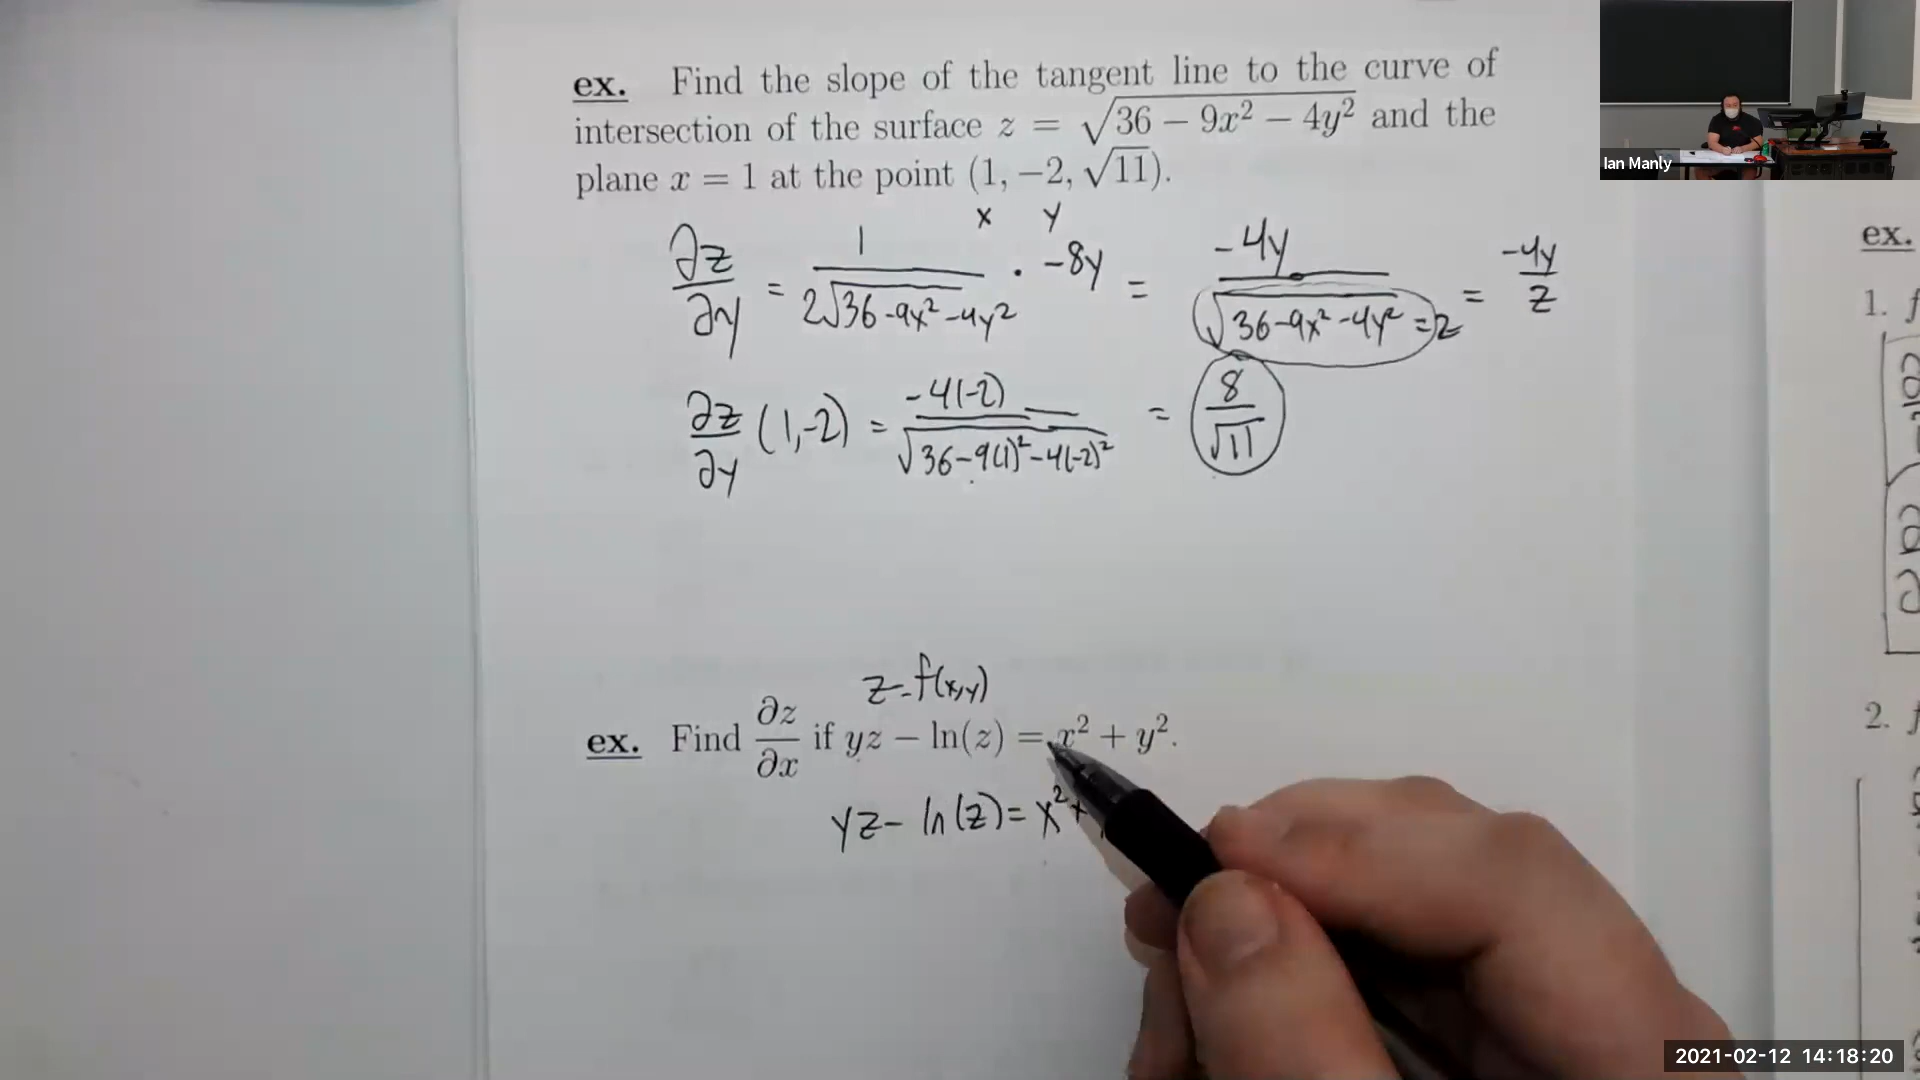 ex. Find the slope of the tangent line to the curve of
intersection of the surface z = √(36 − 9x² − 4y²) and the
plane x = 1 at the point (1, −2, √11).
x y
∂z/∂y = 1/(2√(36-9x²-4y²)) · -8y = -4y/√(36-9x²-4y²) = -4y/z
=z
∂z/∂y (1,-2) = -4(-2)/√(36-9(1)²-4(-2)²) = 8/√11
z=f(x,y)
ex. Find ∂z/∂x if yz − ln(z) = x² + y².
yz- ln(z)= x²+
Ian Manly
ex.
1. f
2. f
2021-02-12 14:18:20